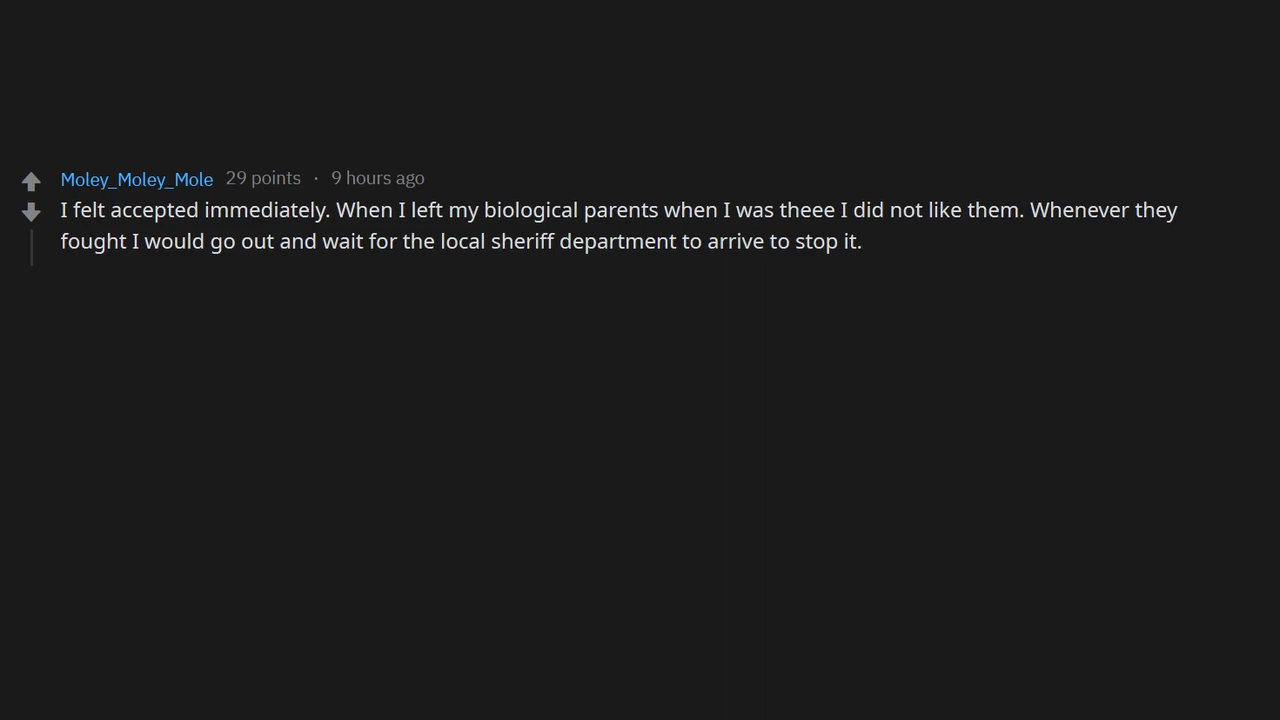 Moley_Moley_Mole 29 points · 9 hours ago
I felt accepted immediately. When I left my biological parents when I was theee I did not like them. Whenever they
fought I would go out and wait for the local sheriff department to arrive to stop it.